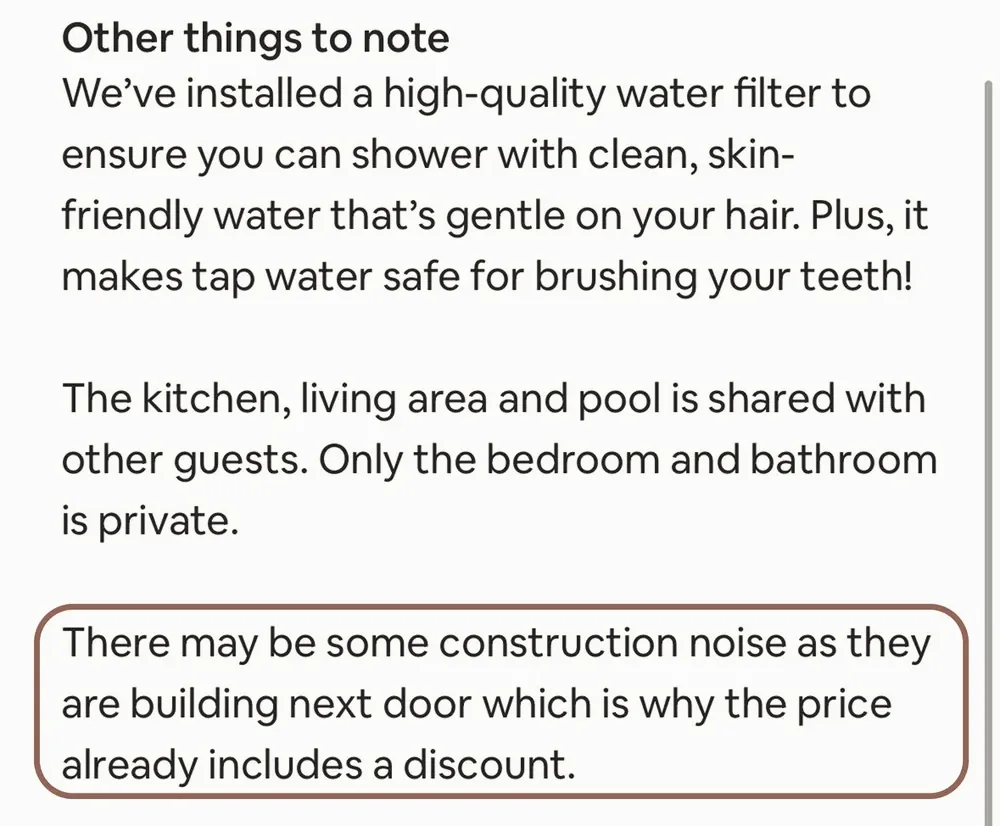 Other things to note
We’ve installed a high-quality water filter to
ensure you can shower with clean, skin-
friendly water that’s gentle on your hair. Plus, it
makes tap water safe for brushing your teeth!
The kitchen, living area and pool is shared with
other guests. Only the bedroom and bathroom
is private.
There may be some construction noise as they
are building next door which is why the price
already includes a discount.